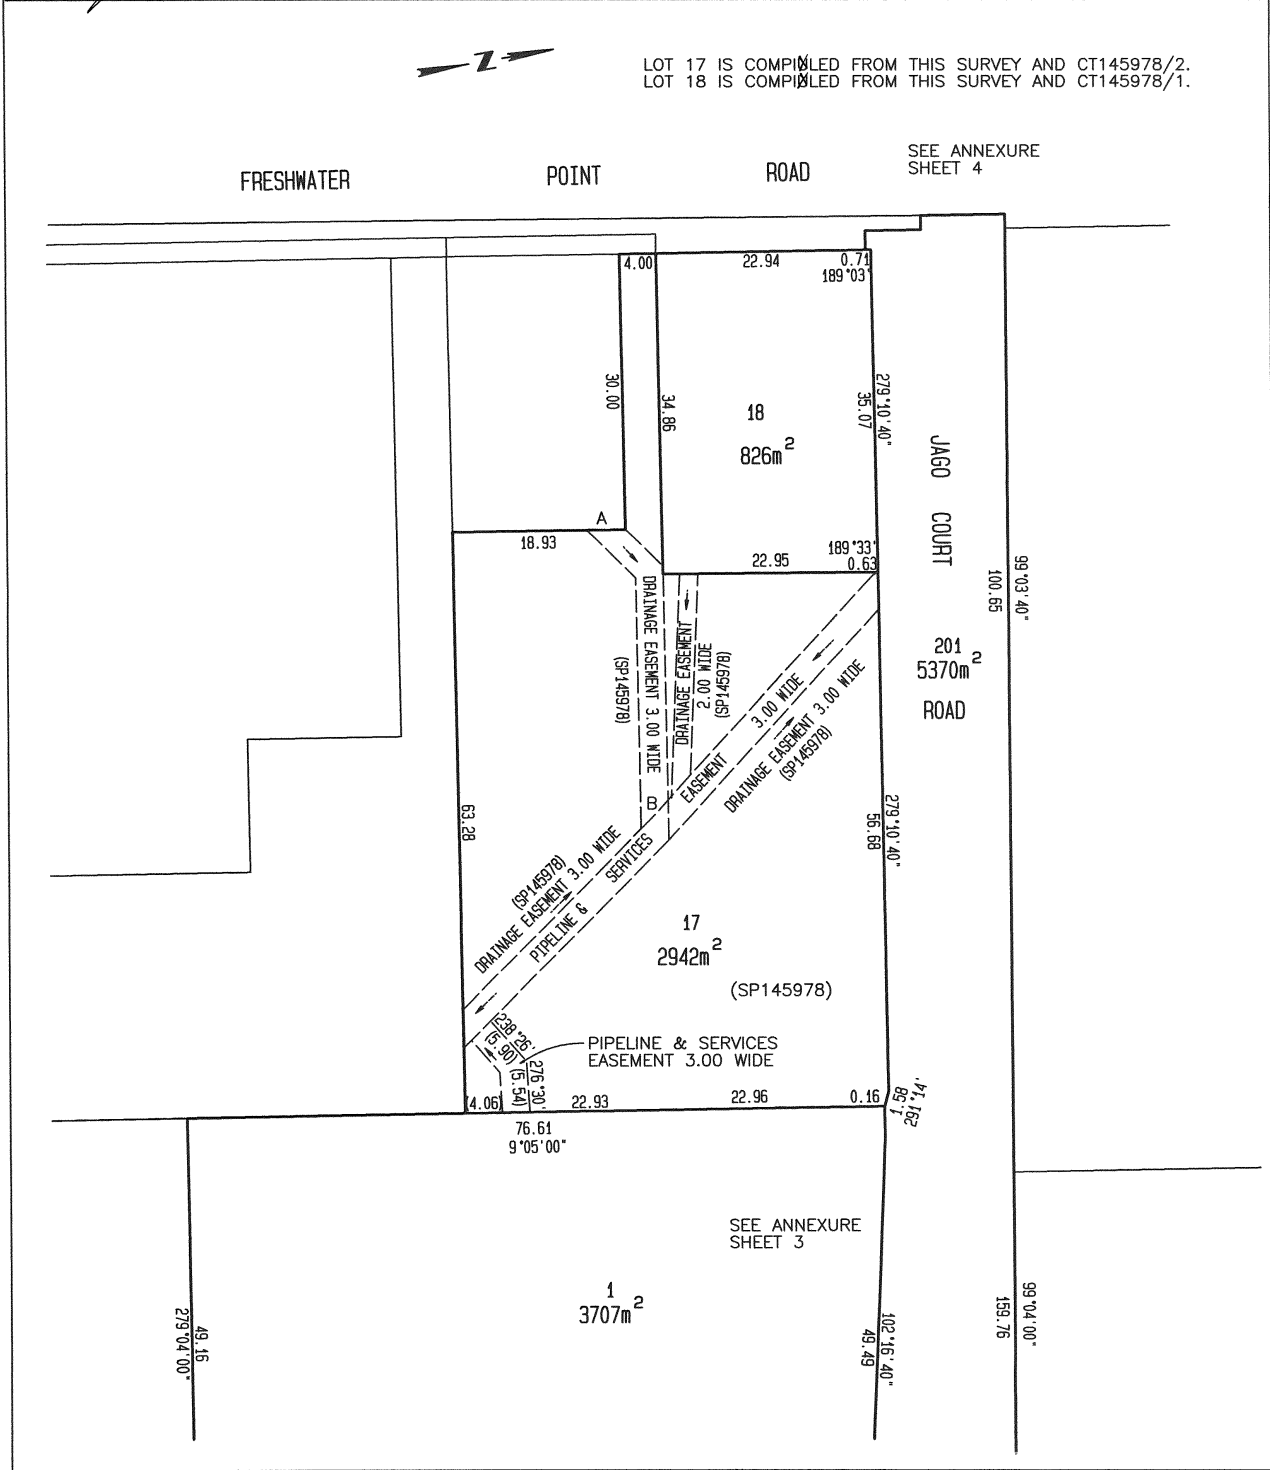 Z
LOT 17 IS COMPILED FROM THIS SURVEY AND CT145978/2.
LOT 18 IS COMPILED FROM THIS SURVEY AND CT145978/1.
SEE ANNEXURE
SHEET 4
FRESHWATER POINT ROAD
4.00
22.94
0.71
189°03'
30.00
34.86
18
826m²
35.07
279°10'40"
JAGO COURT
A
18.93
22.95
189°33'
0.63
99°03'40"
100.65
201
5370m²
ROAD
DRAINAGE EASEMENT 3.00 WIDE
(SP145978)
DRAINAGE EASEMENT
2.00 WIDE
(SP145978)
3.00 WIDE
EASEMENT
DRAINAGE EASEMENT 3.00 WIDE
(SP145978)
B
63.28
56.68
279°10'40"
(SP145978)
DRAINAGE EASEMENT 3.00 WIDE
PIPELINE & SERVICES
17
2942m²
(SP145978)
238°26'
(5.90)
PIPELINE & SERVICES
EASEMENT 3.00 WIDE
276°30'
(5.54)
(4.06)
22.93
22.96
0.16
1.58
291°14'
76.61
9°05'00"
SEE ANNEXURE
SHEET 3
1
3707m²
49.16
279°04'00"
102°16'40"
49.49
99°04'00"
159.76